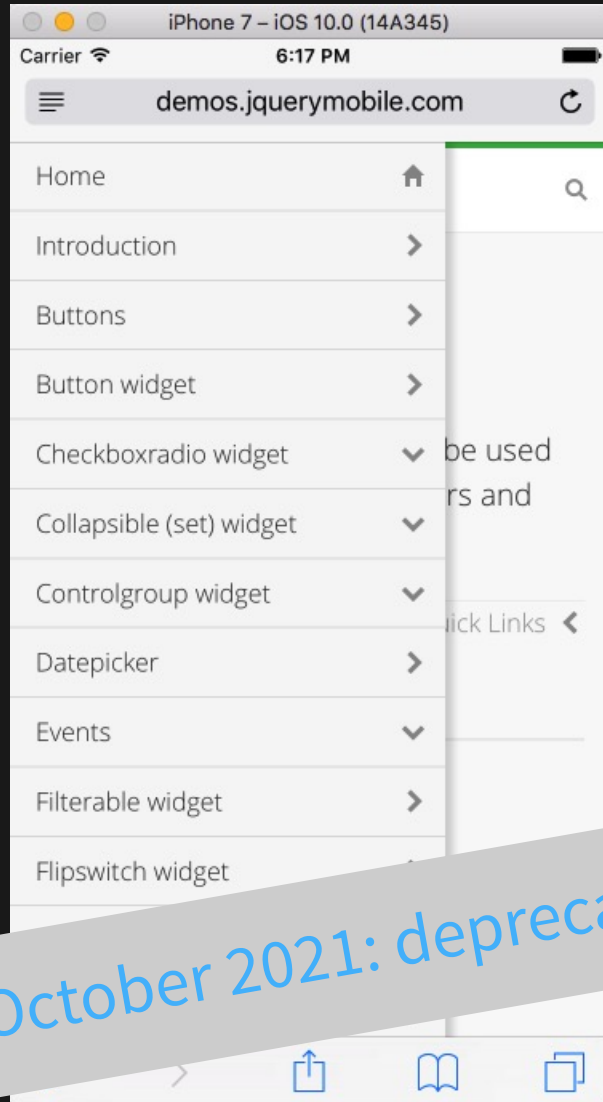 iPhone 7 – iOS 10.0 (14A345)
Carrier 6:17 PM
demos.jquerymobile.com
Home
Introduction
Buttons
Button widget
Checkboxradio widget
be used
Collapsible (set) widget
rs and
Controlgroup widget
ick Links
Datepicker
Events
Filterable widget
Flipswitch widget
October 2021: depreca